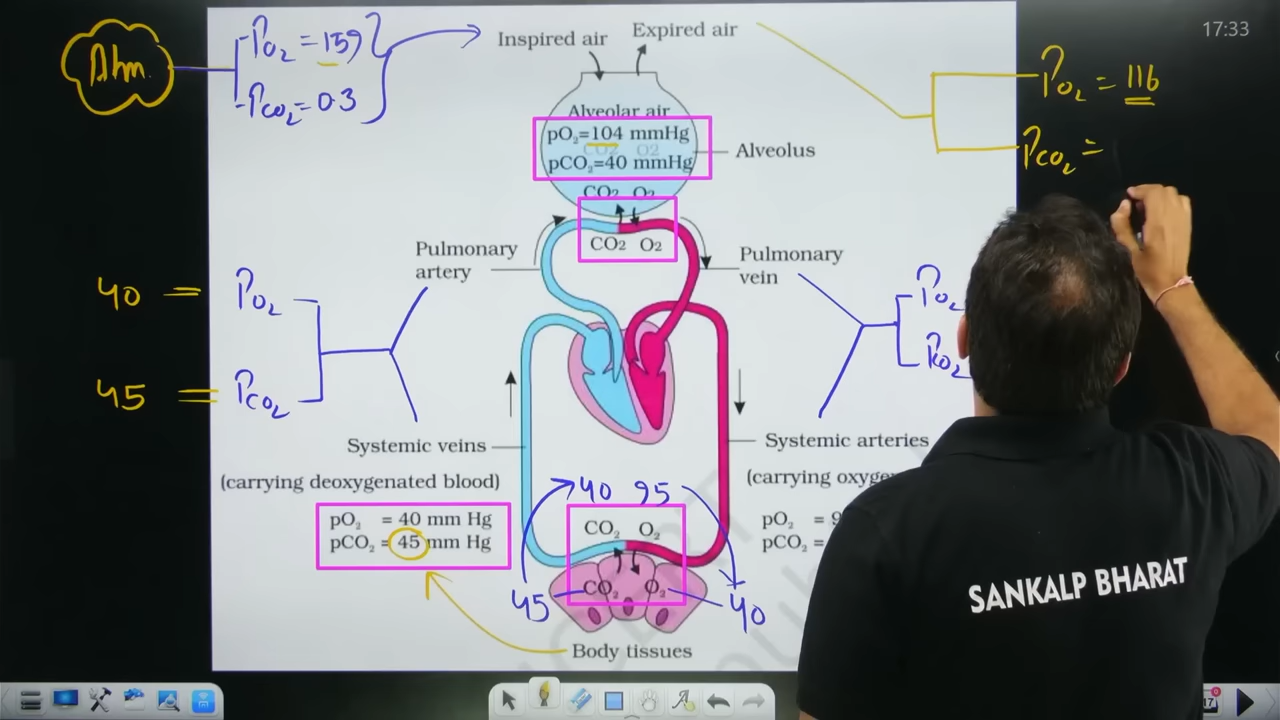 17:33
Atm.
PO2 = 159
PCO2 = 0.3
Inspired air
Expired air
PO2 = 116
PCO2 =
Alveolar air
pO2=104 mmHg
CO2 O2
pCO2=40 mmHg
CO2 O2
Alveolus
CO2 O2
Pulmonary
artery
Pulmonary
vein
40 = PO2
45 = PCO2
PO2
PCO2
Systemic veins
(carrying deoxygenated blood)
pO2 = 40 mm Hg
pCO2 = 45 mm Hg
Systemic arteries
pO2 = 9
pCO2 =
40 95
CO2 O2
CO2 O2
45
40
Body tissues
SANKALP BHARAT